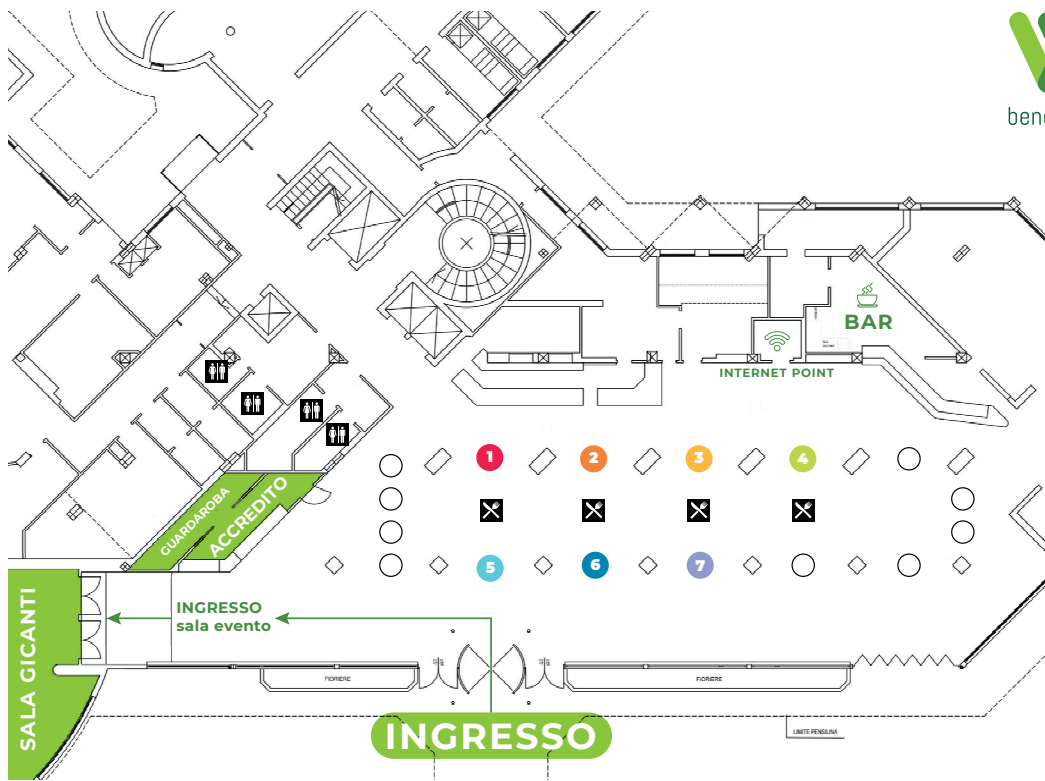 bene
BAR
INTERNET POINT
1
2
3
4
GUARDAROBA
ACCREDITO
5
6
7
SALA GICANTI
INGRESSO
sala evento
FIORIERE
FIORIERE
INGRESSO
LIMITE PENSILINA